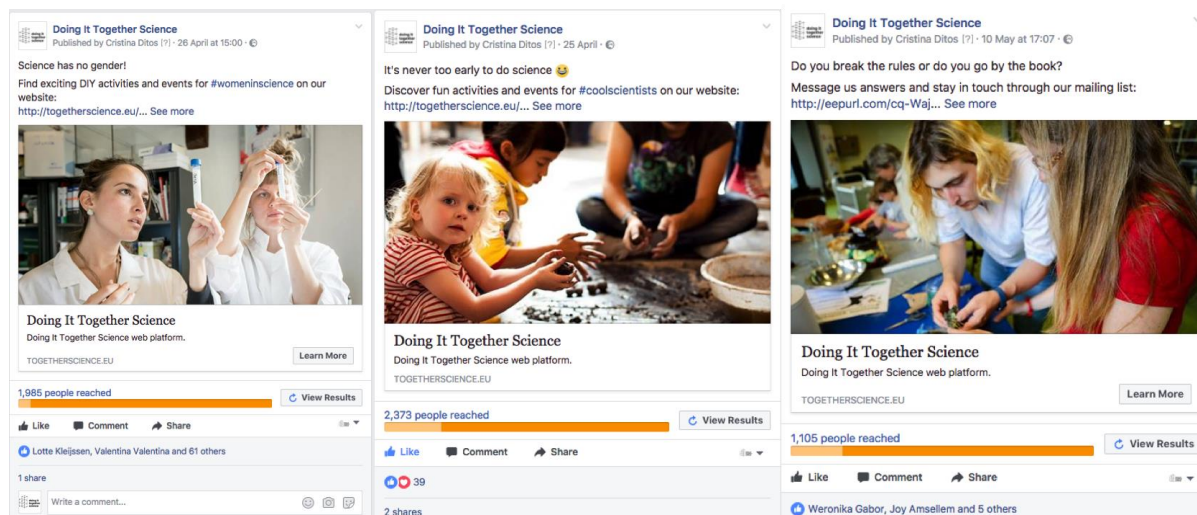 Doing It Together Science
Published by Cristina Ditos [?] · 26 April at 15:00 ·
Science has no gender!
Find exciting DIY activities and events for #womeninscience on our
website:
http://togetherscience.eu/... See more
Doing It Together Science
Doing It Together Science web platform.
TOGETHERSCIENCE.EU
Learn More
1,985 people reached
View Results
Like Comment Share
Lotte Kleijssen, Valentina Valentina and 61 others
1 share
Write a comment...
Doing It Together Science
Published by Cristina Ditos [?] · 25 April ·
It's never too early to do science 😆
Discover fun activities and events for #coolscientists on our website:
http://togetherscience.eu/... See more
Doing It Together Science
Doing It Together Science web platform.
TOGETHERSCIENCE.EU
2,373 people reached
View Results
Like Comment Share
39
2 shares
Doing It Together Science
Published by Cristina Ditos [?] · 10 May at 17:07 ·
Do you break the rules or do you go by the book?
Message us answers and stay in touch through our mailing list:
http://eepurl.com/cq-Waj... See more
Doing It Together Science
Doing It Together Science web platform.
TOGETHERSCIENCE.EU
Learn More
1,105 people reached
View Results
Like Comment Share
Weronika Gabor, Joy Amsellem and 5 others